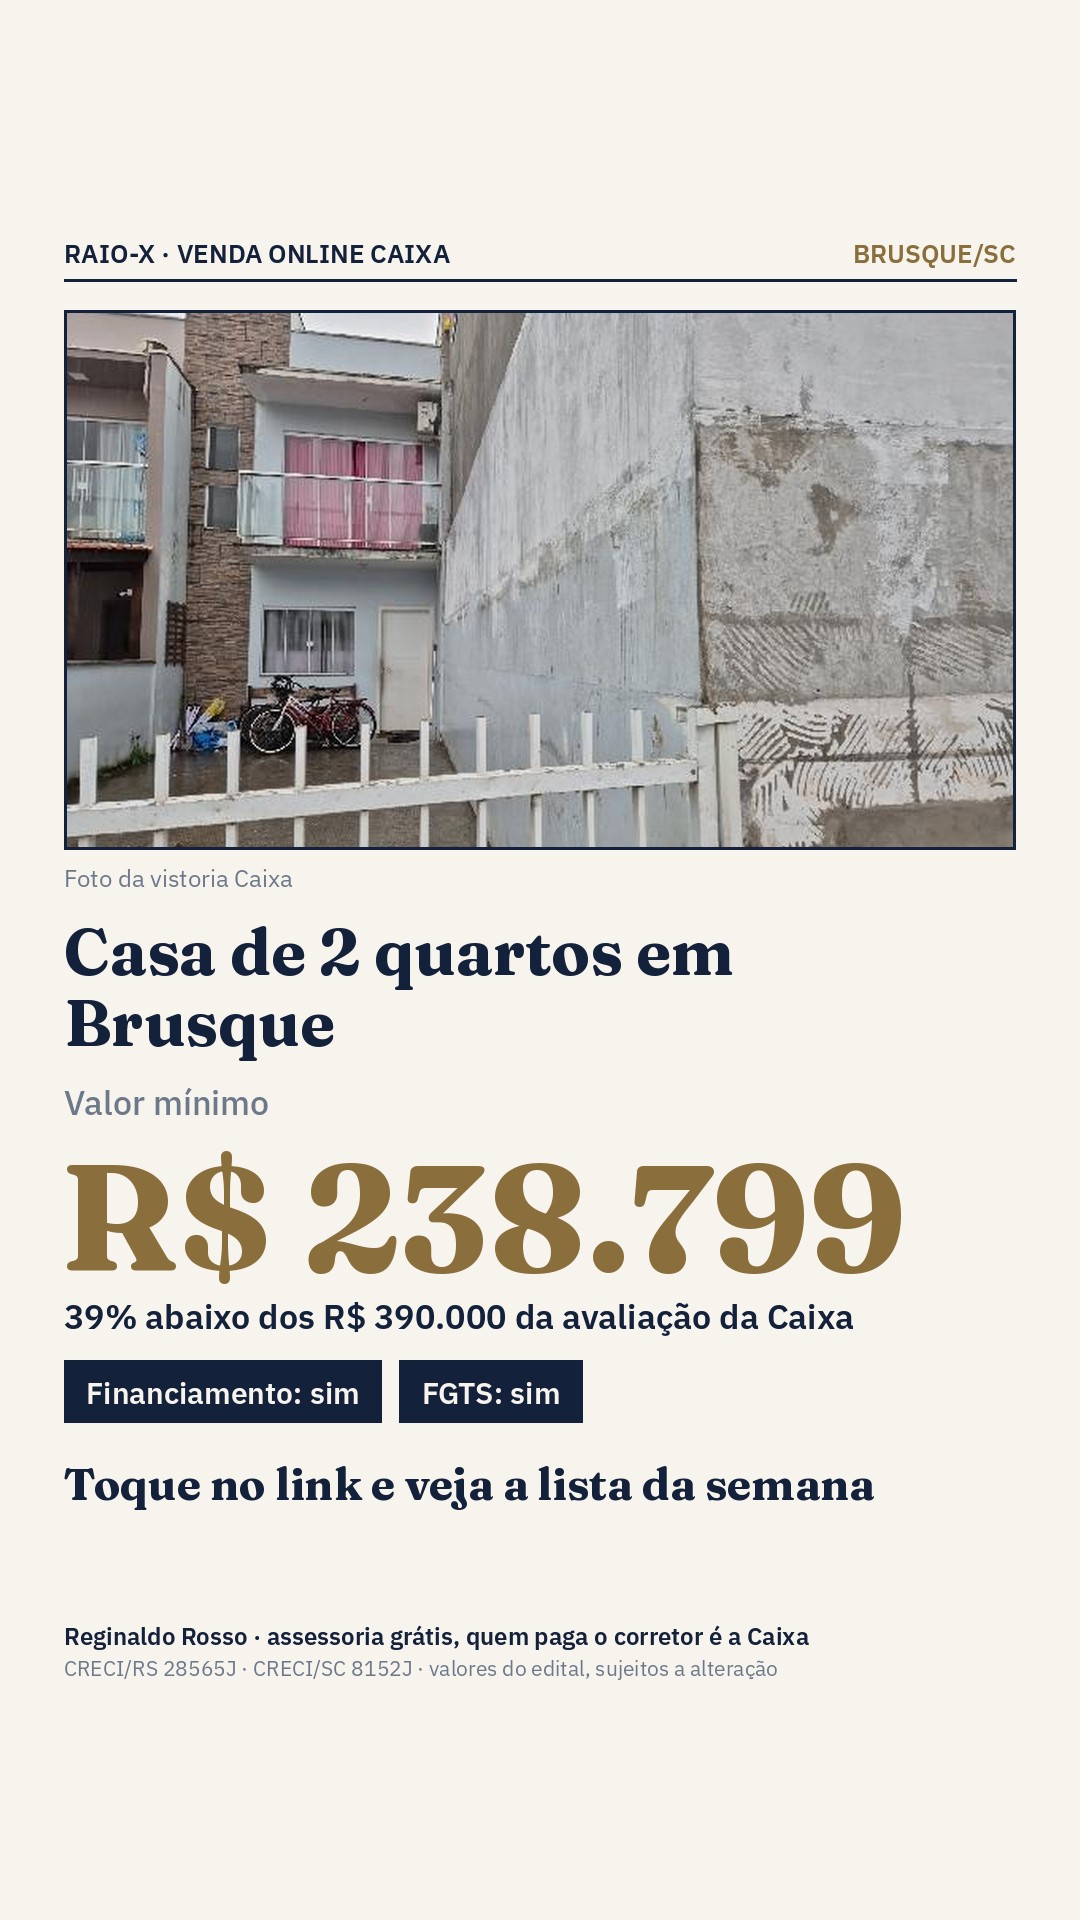 RAIO-X · VENDA ONLINE CAIXA
BRUSQUE/SC
Foto da vistoria Caixa
Casa de 2 quartos em
Brusque
Valor mínimo
R$ 238.799
39% abaixo dos R$ 390.000 da avaliação da Caixa
Financiamento: sim
FGTS: sim
Toque no link e veja a lista da semana
Reginaldo Rosso · assessoria grátis, quem paga o corretor é a Caixa
CRECI/RS 28565J · CRECI/SC 8152J · valores do edital, sujeitos a alteração